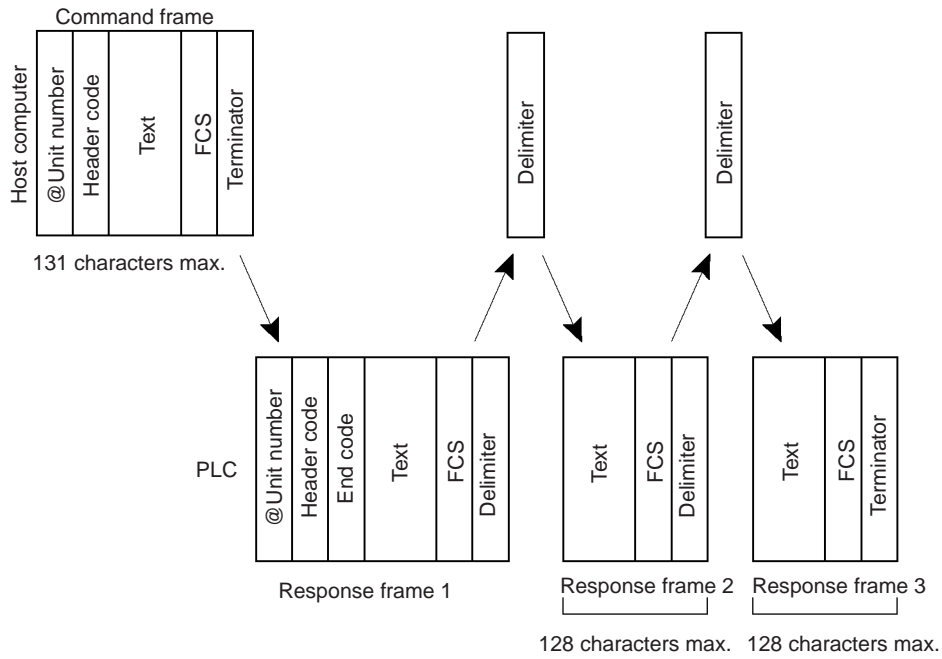 Command frame
Host computer
@Unit number
Header code
Text
FCS
Terminator
131 characters max.
Delimiter
Delimiter
PLC
@Unit number
Header code
End code
Text
FCS
Delimiter
Response frame 1
Text
FCS
Delimiter
Response frame 2
128 characters max.
Text
FCS
Terminator
Response frame 3
128 characters max.